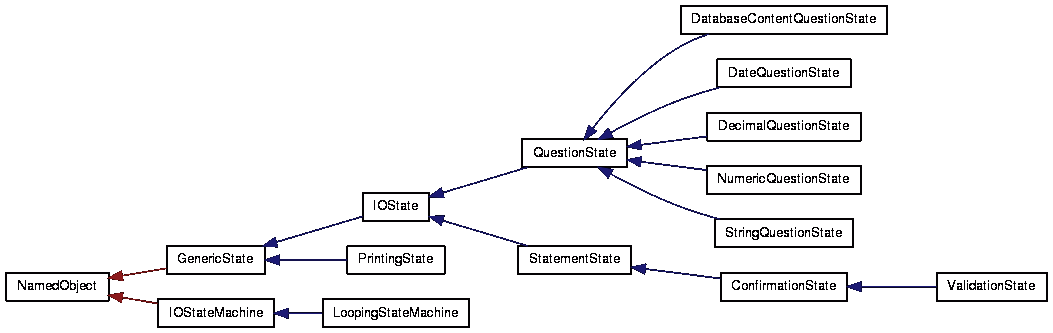 DatabaseContentQuestionState
DateQuestionState
DecimalQuestionState
QuestionState
NumericQuestionState
IOState
StringQuestionState
GenericState
PrintingState
StatementState
NamedObject
ConfirmationState
ValidationState
IOStateMachine
LoopingStateMachine